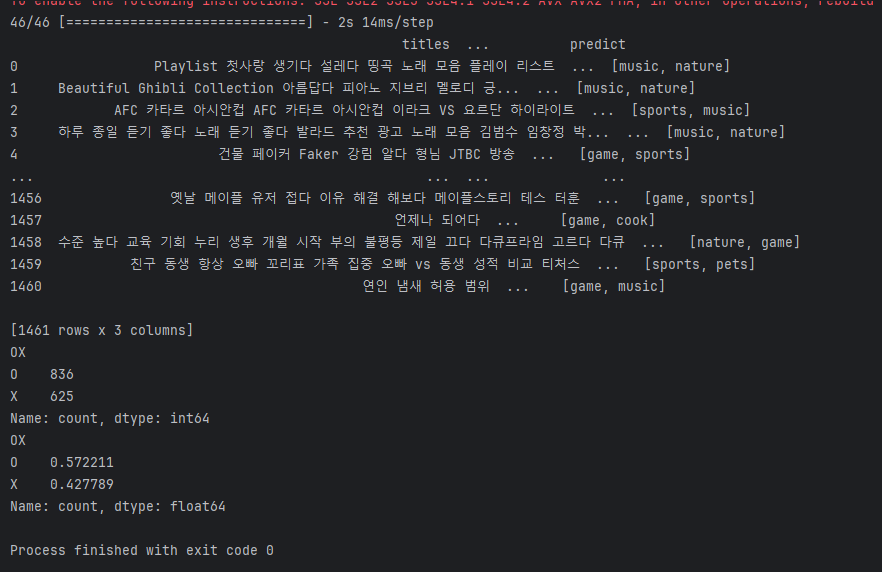 To enable the following instructions: SSE SSE2 SSE3 SSE4.1 SSE4.2 AVX AVX2 FMA, in other operations, rebuild
46/46 [==============================] - 2s 14ms/step
titles ... predict
0 Playlist 첫사랑 생기다 설레다 띵곡 노래 모음 플레이 리스트 ... [music, nature]
1 Beautiful Ghibli Collection 아름답다 피아노 지브리 멜로디 긍... ... [music, nature]
2 AFC 카타르 아시안컵 AFC 카타르 아시안컵 이라크 VS 요르단 하이라이트 ... [sports, music]
3 하루 종일 듣기 좋다 노래 듣기 좋다 발라드 추천 광고 노래 모음 김범수 임창정 박... ... [music, nature]
4 건물 페이커 Faker 강림 알다 형님 JTBC 방송 ... [game, sports]
... ... ... ...
1456 옛날 메이플 유저 접다 이유 해결 해보다 메이플스토리 테스 터훈 ... [game, sports]
1457 언제나 되어다 ... [game, cook]
1458 수준 높다 교육 기회 누리 생후 개월 시작 부의 불평등 제일 끄다 다큐프라임 고르다 다큐 ... [nature, game]
1459 친구 동생 항상 오빠 꼬리표 가족 집중 오빠 vs 동생 성적 비교 티처스 ... [sports, pets]
1460 연인 냄새 허용 범위 ... [game, music]
[1461 rows x 3 columns]
OX
O 836
X 625
Name: count, dtype: int64
OX
O 0.572211
X 0.427789
Name: count, dtype: float64
Process finished with exit code 0